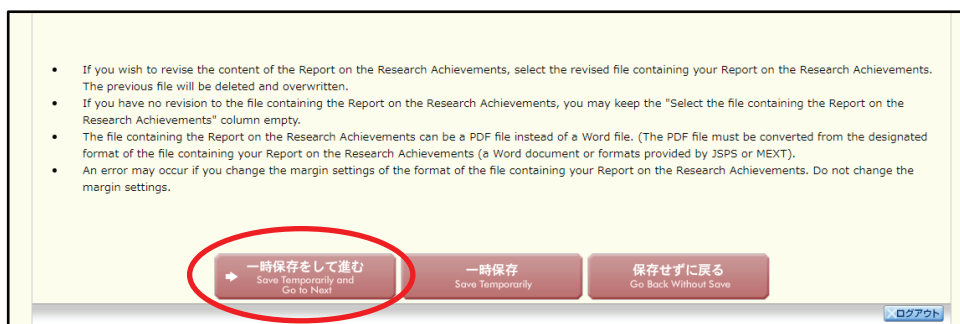 • If you wish to revise the content of the Report on the Research Achievements, select the revised file containing your Report on the Research Achievements.
The previous file will be deleted and overwritten.
• If you have no revision to the file containing the Report on the Research Achievements, you may keep the "Select the file containing the Report on the
Research Achievements" column empty.
• The file containing the Report on the Research Achievements can be a PDF file instead of a Word file. (The PDF file must be converted from the designated
format of the file containing your Report on the Research Achievements (a Word document or formats provided by JSPS or MEXT).
• An error may occur if you change the margin settings of the format of the file containing your Report on the Research Achievements. Do not change the
margin settings.
一時保存をして進む
Save Temporarily and
Go to Next
一時保存
Save Temporarily
保存せずに戻る
Go Back Without Save
ログアウト